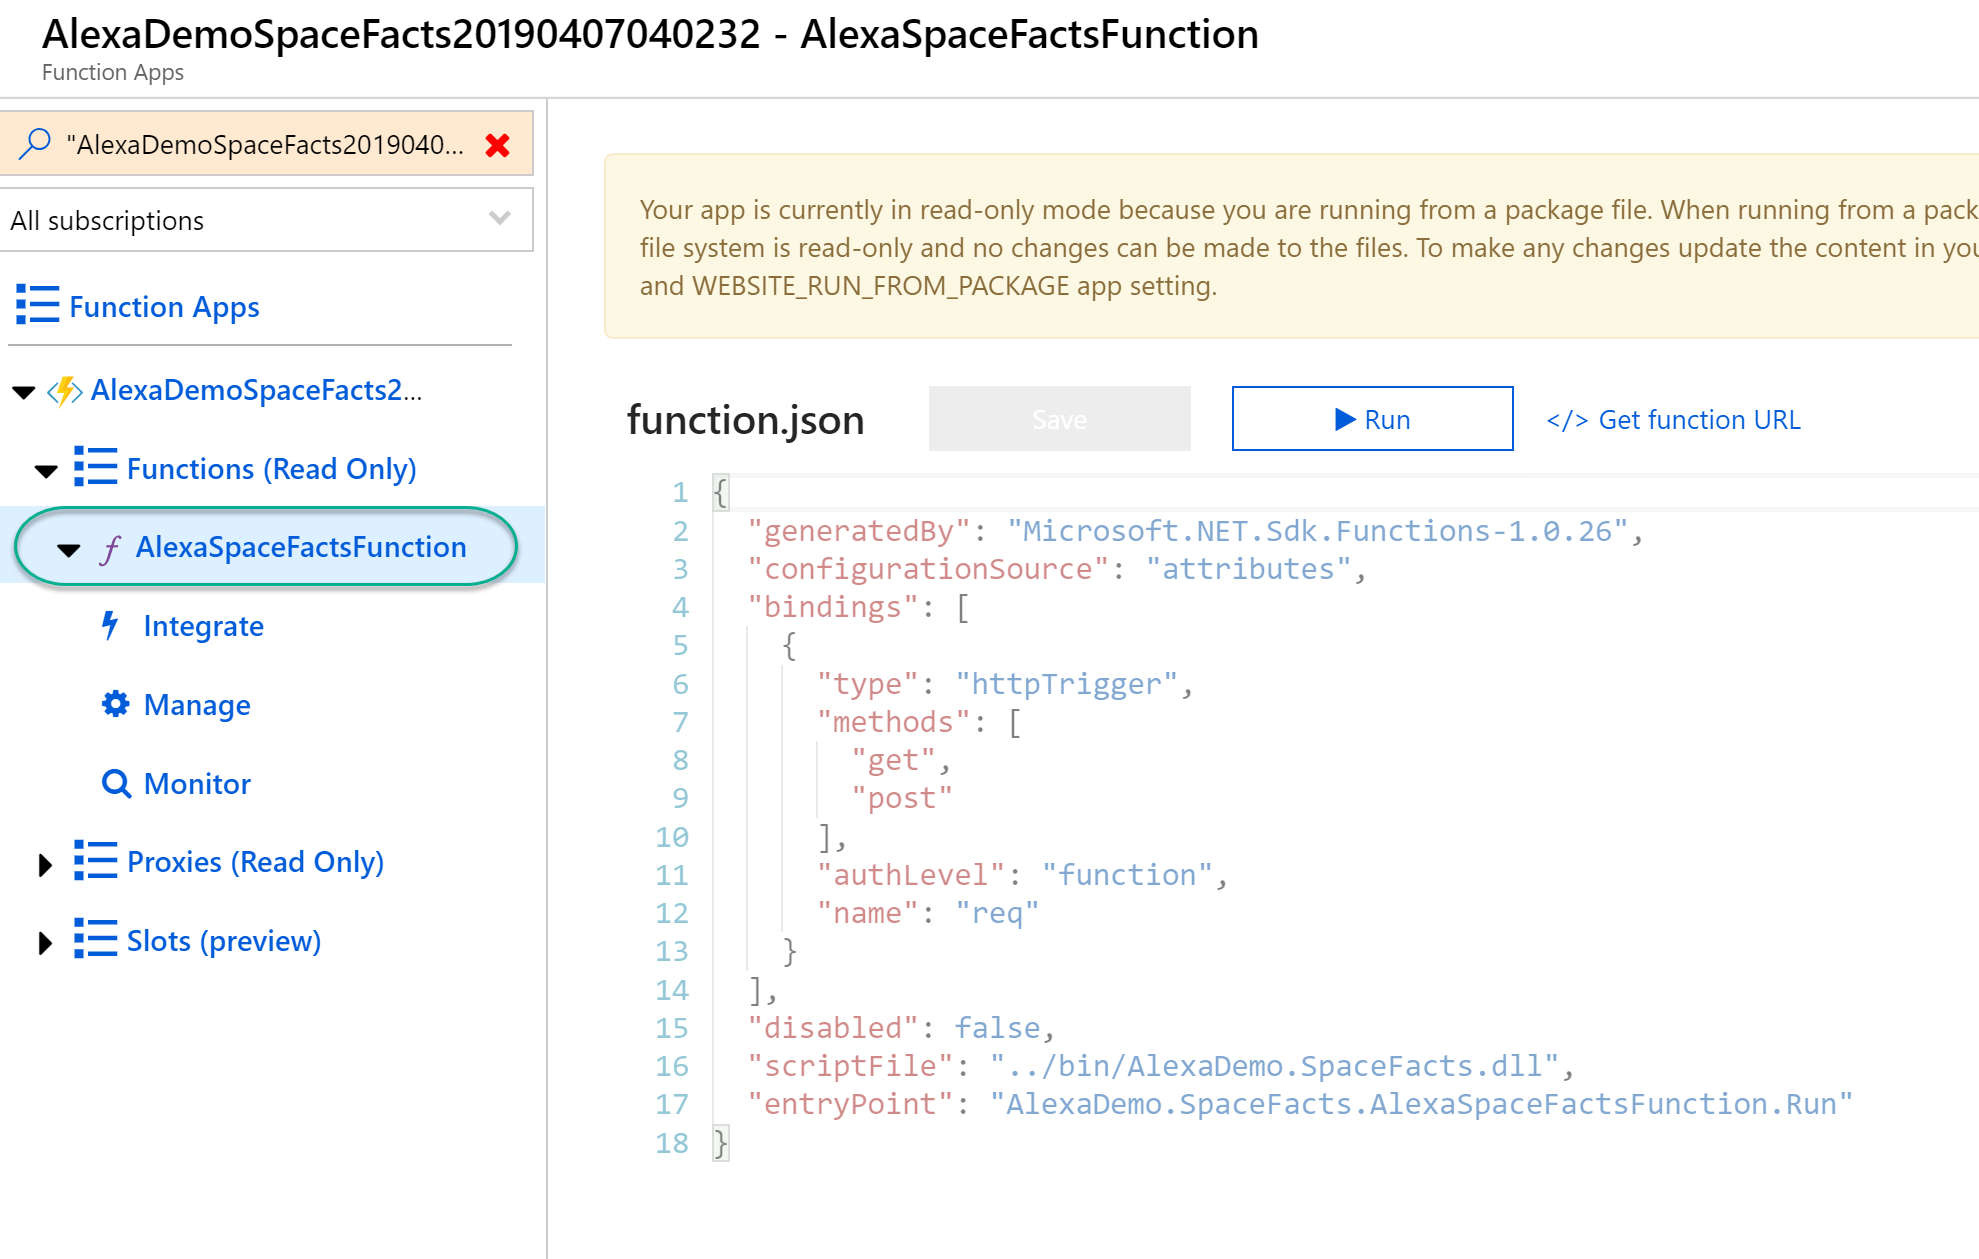 AlexaDemoSpaceFacts20190407040232 - AlexaSpaceFactsFunction
Function Apps
"AlexaDemoSpaceFacts2019040...
All subscriptions
Function Apps
AlexaDemoSpaceFacts2...
Functions (Read Only)
AlexaSpaceFactsFunction
Integrate
Manage
Monitor
Proxies (Read Only)
Slots (preview)
Your app is currently in read-only mode because you are running from a package file. When running from a pack
file system is read-only and no changes can be made to the files. To make any changes update the content in you
and WEBSITE_RUN_FROM_PACKAGE app setting.
function.json Save Run </> Get function URL
1 {
2 "generatedBy": "Microsoft.NET.Sdk.Functions-1.0.26",
3 "configurationSource": "attributes",
4 "bindings": [
5 {
6 "type": "httpTrigger",
7 "methods": [
8 "get",
9 "post"
10 ],
11 "authLevel": "function",
12 "name": "req"
13 }
14 ],
15 "disabled": false,
16 "scriptFile": "../bin/AlexaDemo.SpaceFacts.dll",
17 "entryPoint": "AlexaDemo.SpaceFacts.AlexaSpaceFactsFunction.Run"
18 }